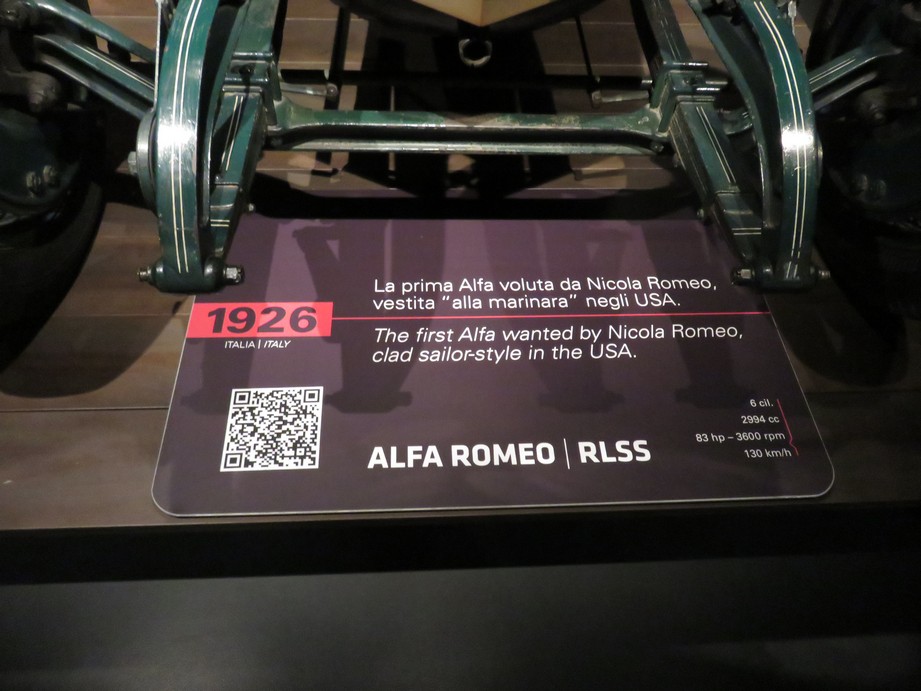 La prima Alfa voluta da Nicola Romeo,
vestita “alla marinara” negli USA.
1926
ITALIA | ITALY
The first Alfa wanted by Nicola Romeo,
clad sailor-style in the USA.
6 cil.
2994 cc
83 hp – 3600 rpm
130 km/h
ALFA ROMEO | RLSS